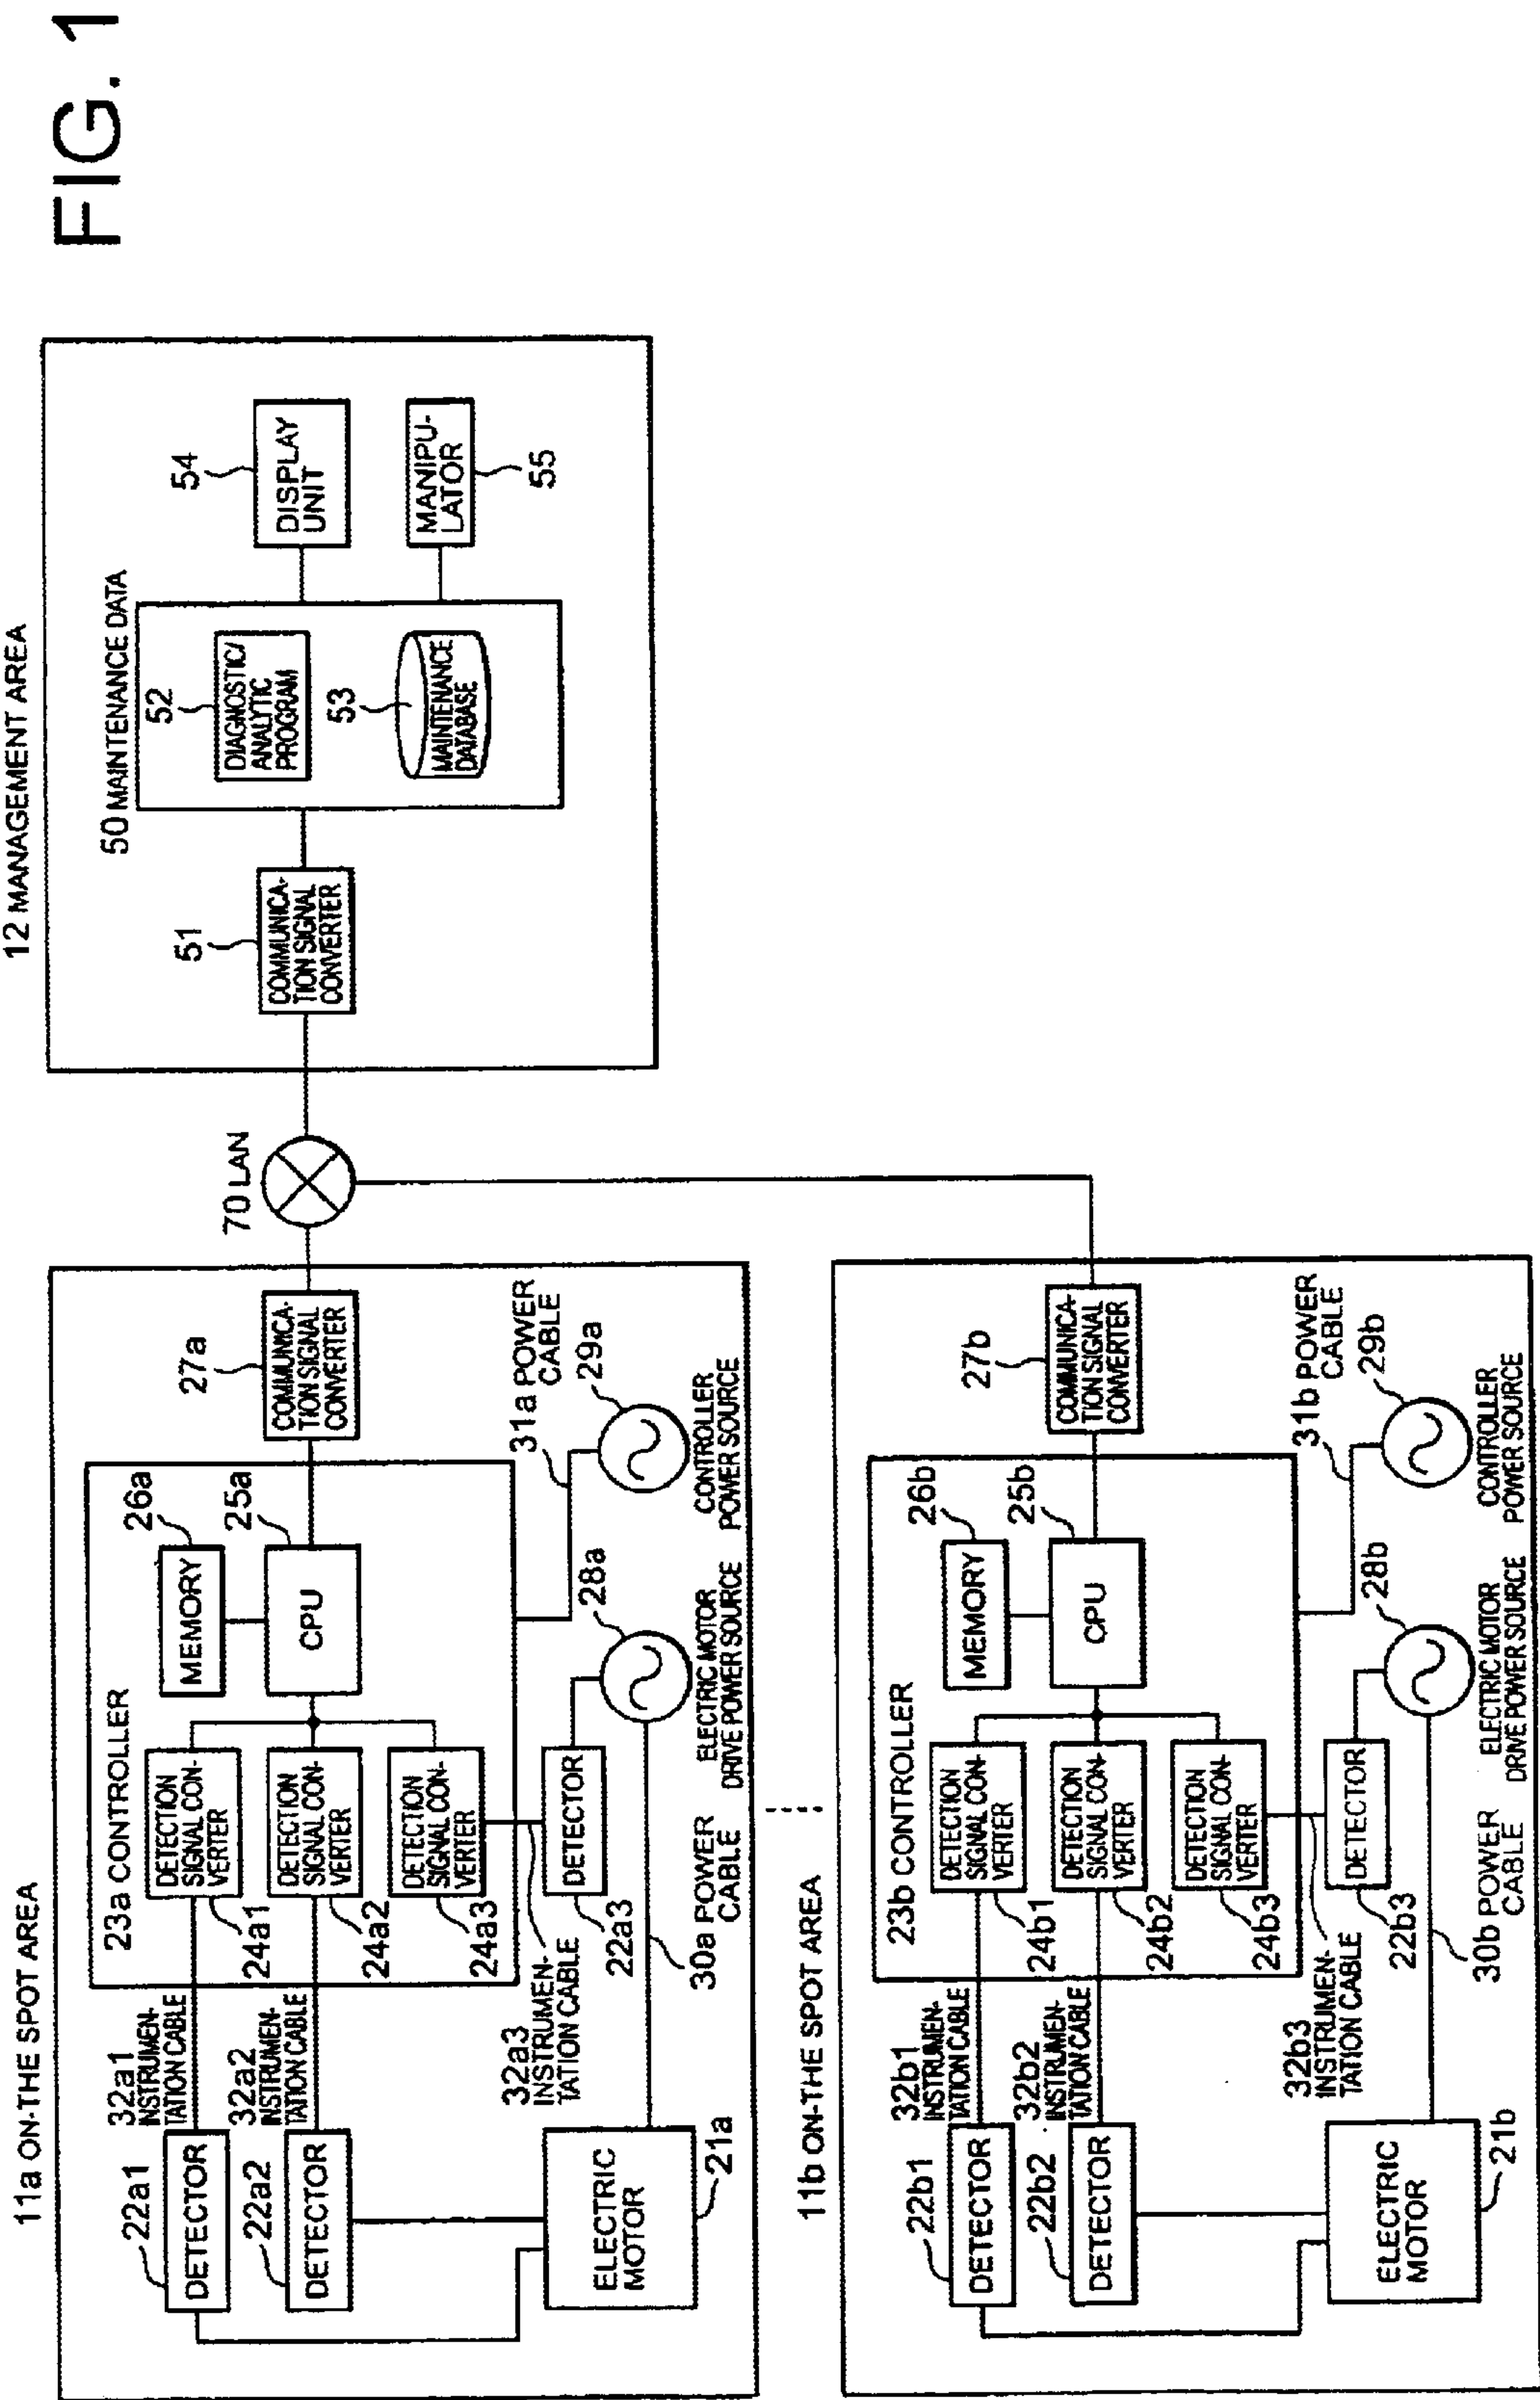 FIG. 1
12 MANAGEMENT AREA
50 MAINTENANCE DATA
54
DISPLAY
UNIT
52
DIAGNOSTIC/
ANALYTIC
PROGRAM
51
COMMUNICA-
TION SIGNAL
CONVERTER
53
MAINTENANCE
DATABASE
MANIPU-
LATOR
55
70 LAN
11a ON-THE SPOT AREA
23a CONTROLLER
26a
MEMORY
25a
CPU
27a
COMMUNICA-
TION SIGNAL
CONVERTER
22a1
DETECTOR
32a1
INSTRUMEN-
TATION CABLE
DETECTION
SIGNAL CON-
VERTER
24a1
22a2
DETECTOR
32a2
INSTRUMEN-
TATION CABLE
DETECTION
SIGNAL CON-
VERTER
24a2
DETECTION
SIGNAL CON-
VERTER
24a3
32a3
INSTRUMEN-
TATION CABLE
DETECTOR
22a3
31a POWER
CABLE
29a
28a
ELECTRIC
MOTOR
21a
30a POWER
CABLE
ELECTRIC MOTOR
DRIVE POWER SOURCE
CONTROLLER
POWER SOURCE
11b ON-THE SPOT AREA
23b CONTROLLER
26b
MEMORY
25b
CPU
27b
COMMUNICA-
TION SIGNAL
CONVERTER
22b1
DETECTOR
32b1
INSTRUMEN-
TATION CABLE
DETECTION
SIGNAL CON-
VERTER
24b1
22b2
DETECTOR
32b2
INSTRUMEN-
TATION CABLE
DETECTION
SIGNAL CON-
VERTER
24b2
DETECTION
SIGNAL CON-
VERTER
24b3
32b3
INSTRUMEN-
TATION CABLE
DETECTOR
22b3
31b POWER
CABLE
29b
28b
ELECTRIC
MOTOR
21b
30b POWER
CABLE
ELECTRIC MOTOR
DRIVE POWER SOURCE
CONTROLLER
POWER SOURCE